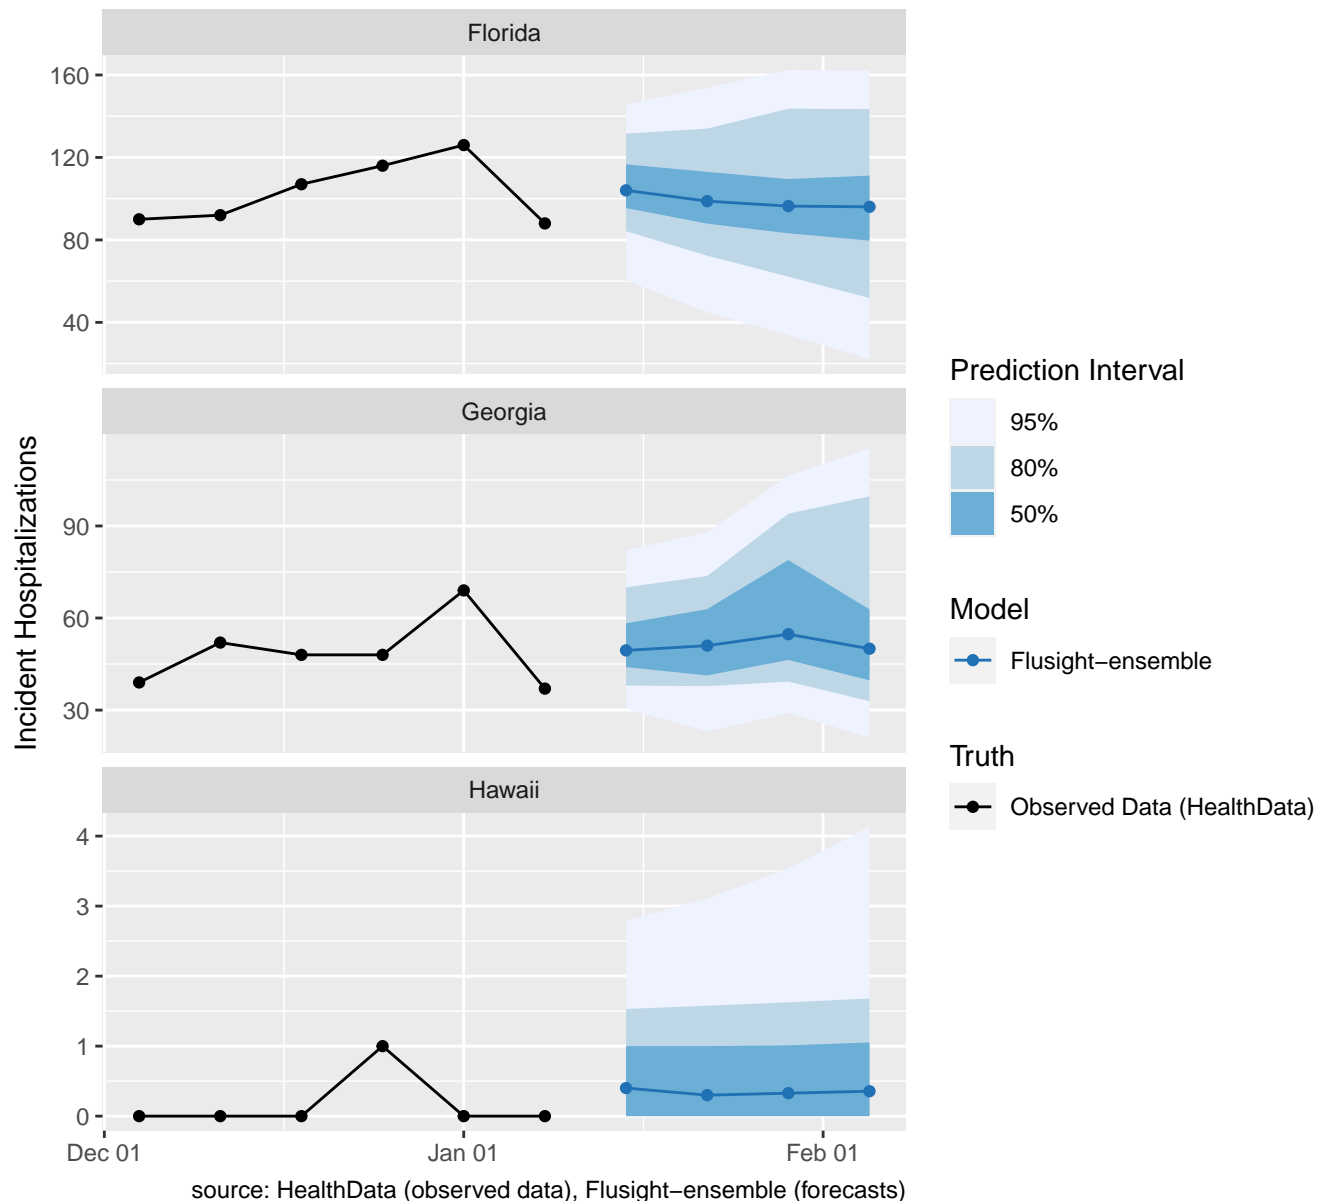 Florida
160
120
80
40
Georgia
90
60
30
Hawaii
4
3
2
1
0
Dec 01
Jan 01
Feb 01
Incident Hospitalizations
source: HealthData (observed data), Flusight−ensemble (forecasts)
Prediction Interval
95%
80%
50%
Model
Flusight−ensemble
Truth
Observed Data (HealthData)